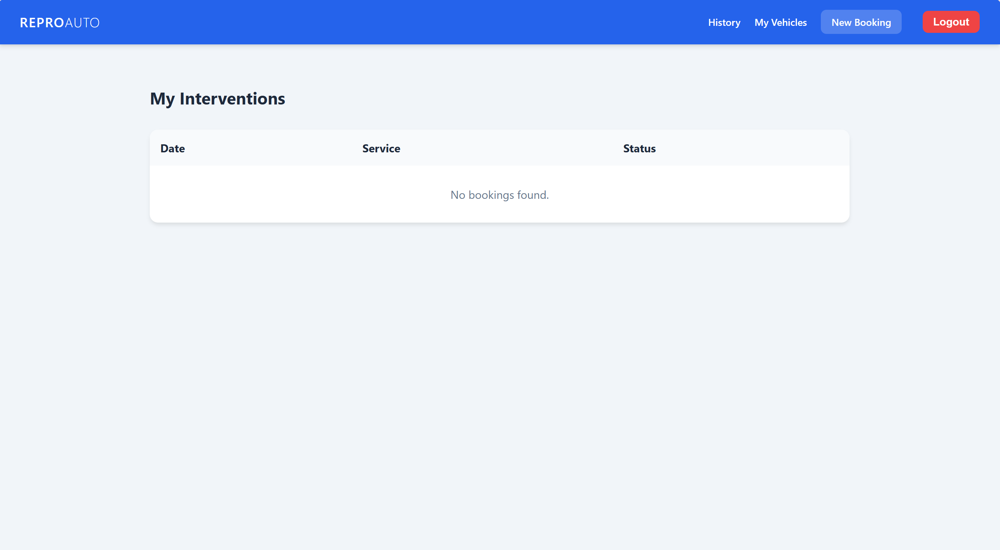 REPROAUTO History My Vehicles New Booking Logout
My Interventions
Date Service Status
No bookings found.